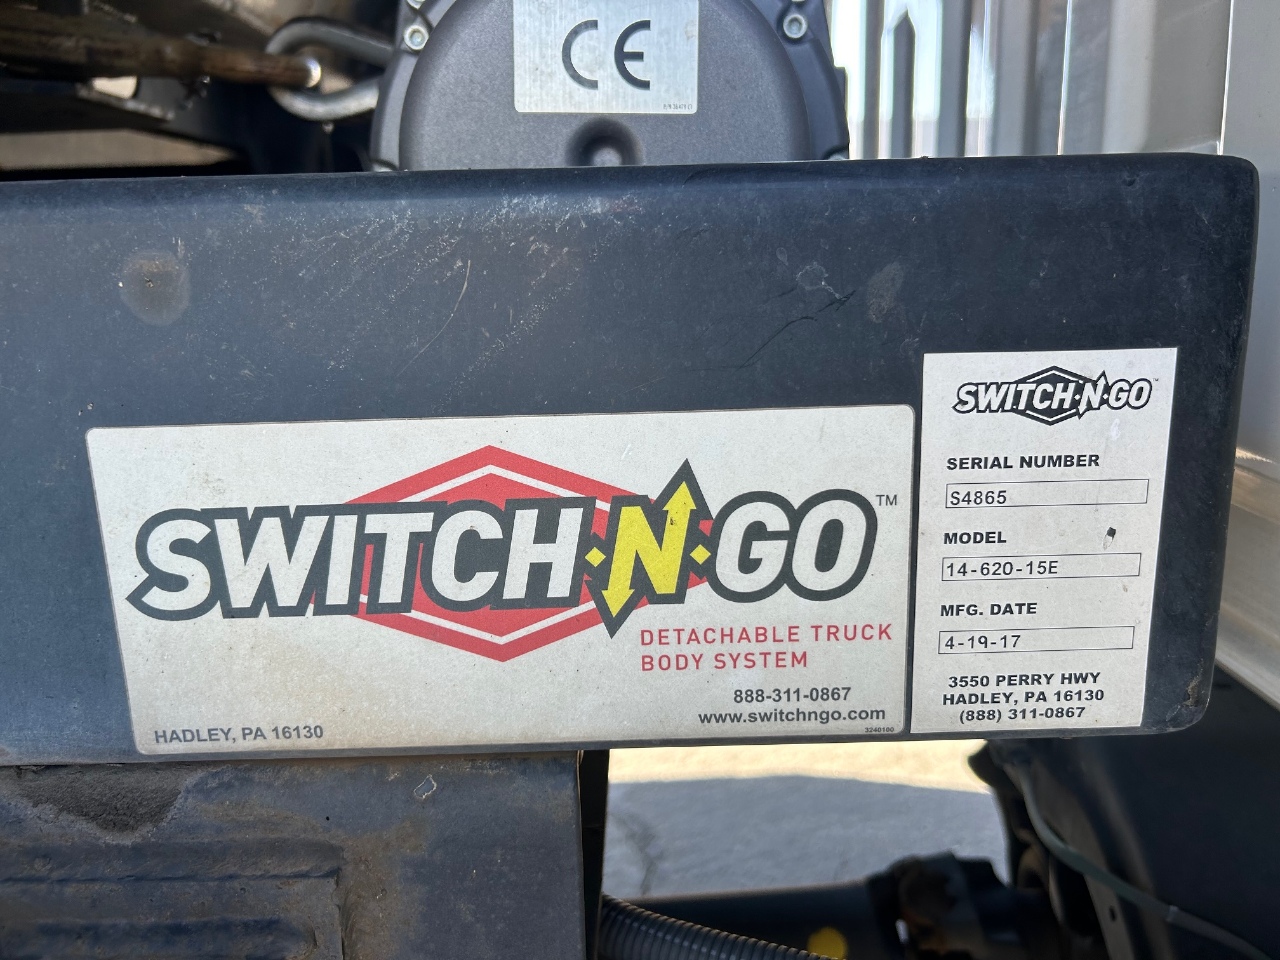 CE
SWITCH·N·GO™
DETACHABLE TRUCK
BODY SYSTEM
888-311-0867
www.switchngo.com
HADLEY, PA 16130
3240100
SWITCH·N·GO™
SERIAL NUMBER
S4865
MODEL
14-620-15E
MFG. DATE
4-19-17
3550 PERRY HWY
HADLEY, PA 16130
(888) 311-0867